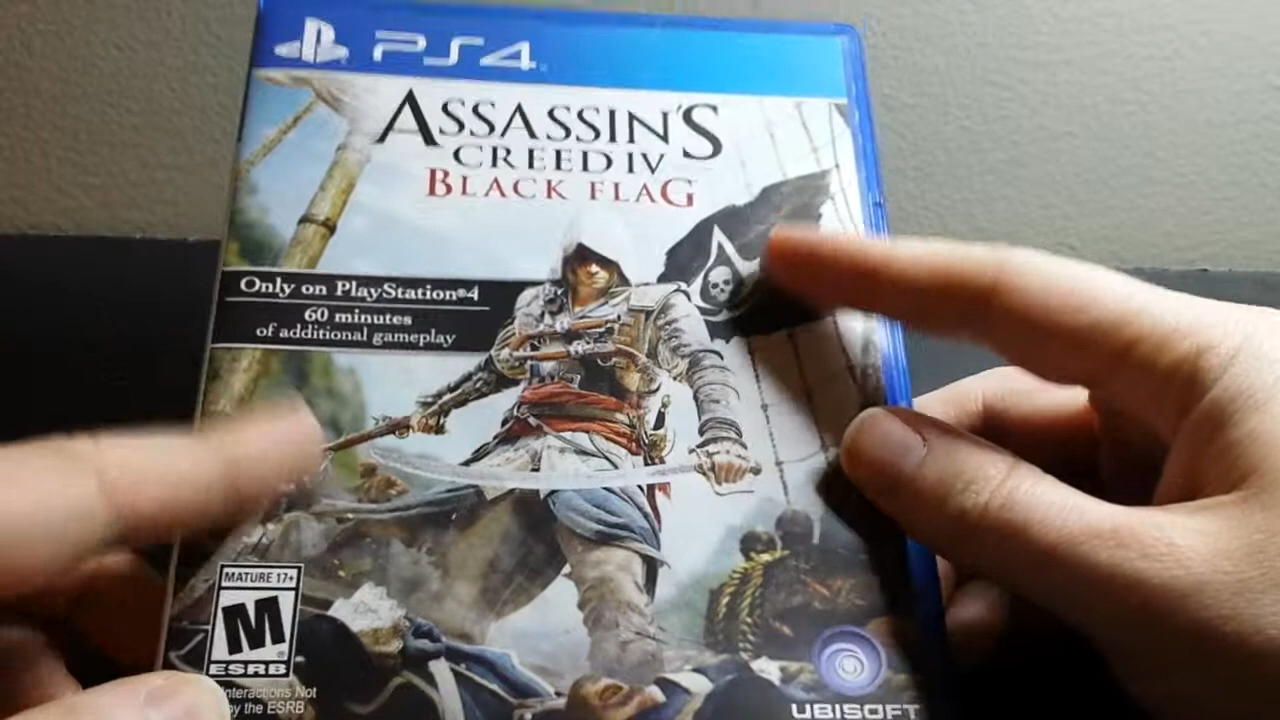 PS4
ASSASSIN'S
CREED IV
BLACK FLAG
Only on PlayStation®4
60 minutes
of additional gameplay
MATURE 17+
M
ESRB
Interactions Not
by the ESRB
UBISOFT